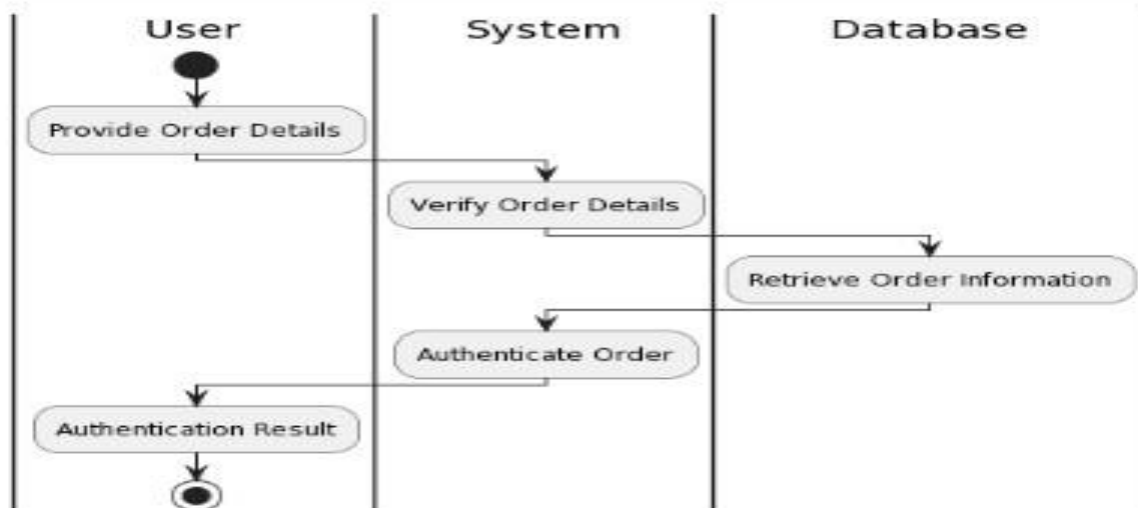 User
System
Database
Provide Order Details
Verify Order Details
Retrieve Order Information
Authenticate Order
Authentication Result